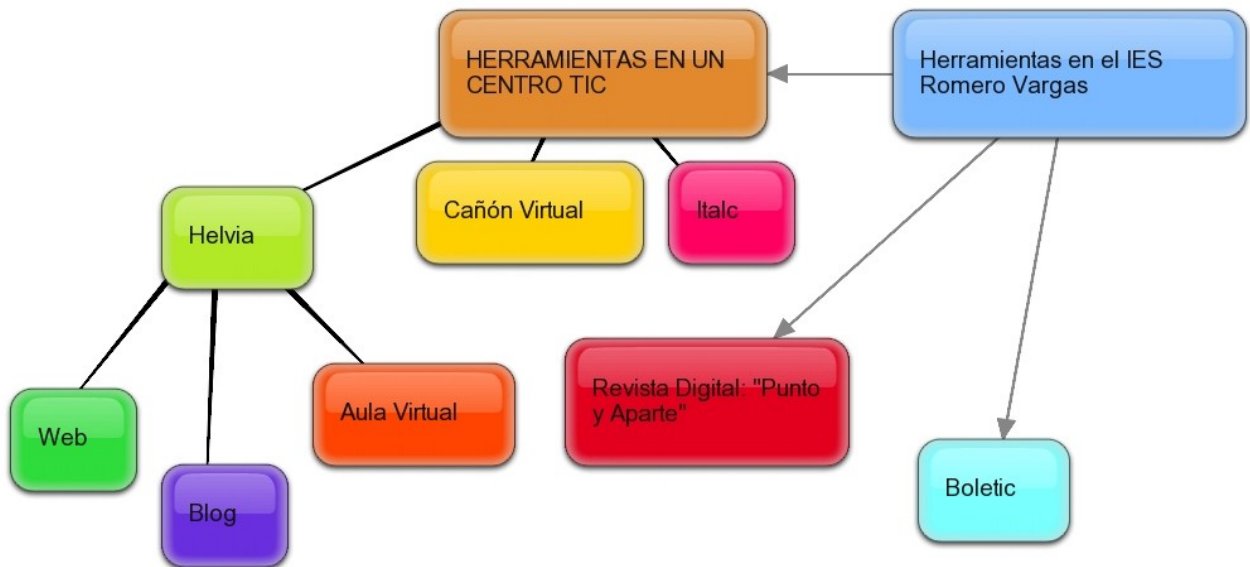 HERRAMIENTAS EN UN
CENTRO TIC
Herramientas en el IES
Romero Vargas
Cañón Virtual
Italc
Helvia
Revista Digital: "Punto
y Aparte"
Aula Virtual
Web
Boletic
Blog